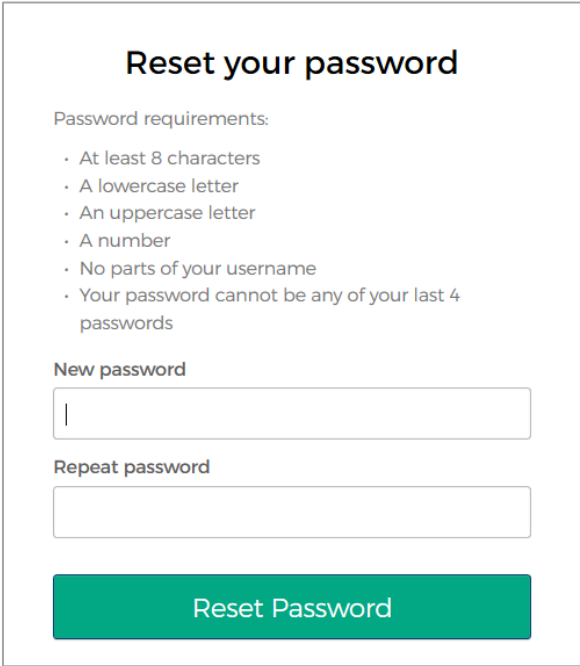 Reset your password
Password requirements:
• At least 8 characters
• A lowercase letter
• An uppercase letter
• A number
• No parts of your username
• Your password cannot be any of your last 4
passwords
New password
Repeat password
Reset Password